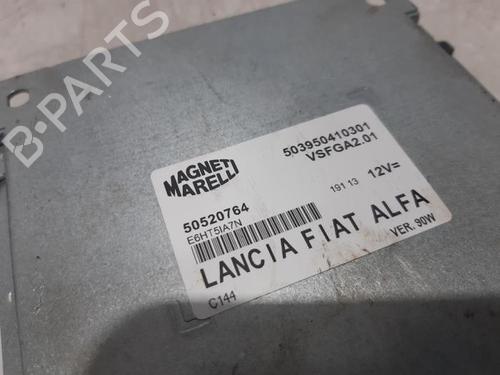 B-PARTS
503950410301
VSFGA2.01
MAGNETI
MARELLI
191 13 12V=
50520764
E6HT5IA7N
LANCIA FIAT ALFA
C144
VER. 90W